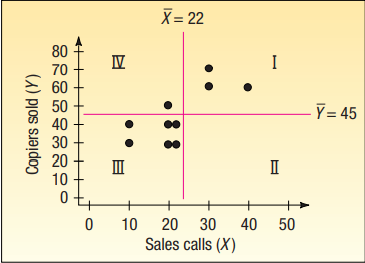 X̅ = 22
80
70
60
50
40
30
20
10
0
Copiers sold (Y)
IV
I
Y̅ = 45
III
II
0 10 20 30 40 50
Sales calls (X)